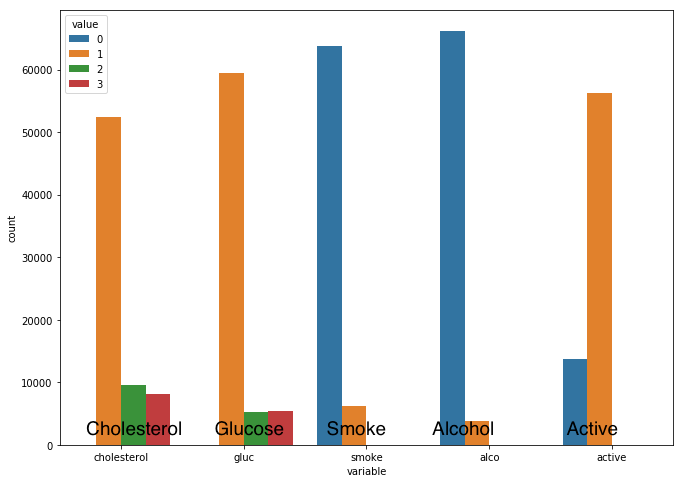 value
0
1
2
3
60000
50000
40000
30000
20000
10000
0
count
Cholesterol Glucose Smoke Alcohol Active
cholesterol gluc smoke alco active
variable